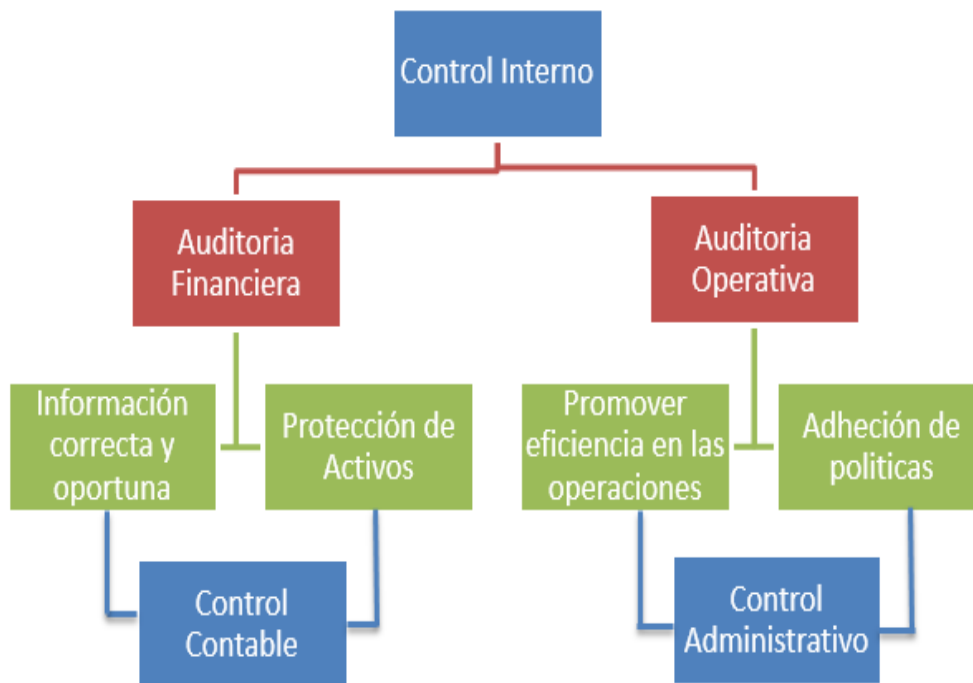 Control Interno
Auditoria
Financiera
Auditoria
Operativa
Información
correcta y
oportuna
Protección de
Activos
Promover
eficiencia en las
operaciones
Adheción de
politicas
Control
Contable
Control
Administrativo